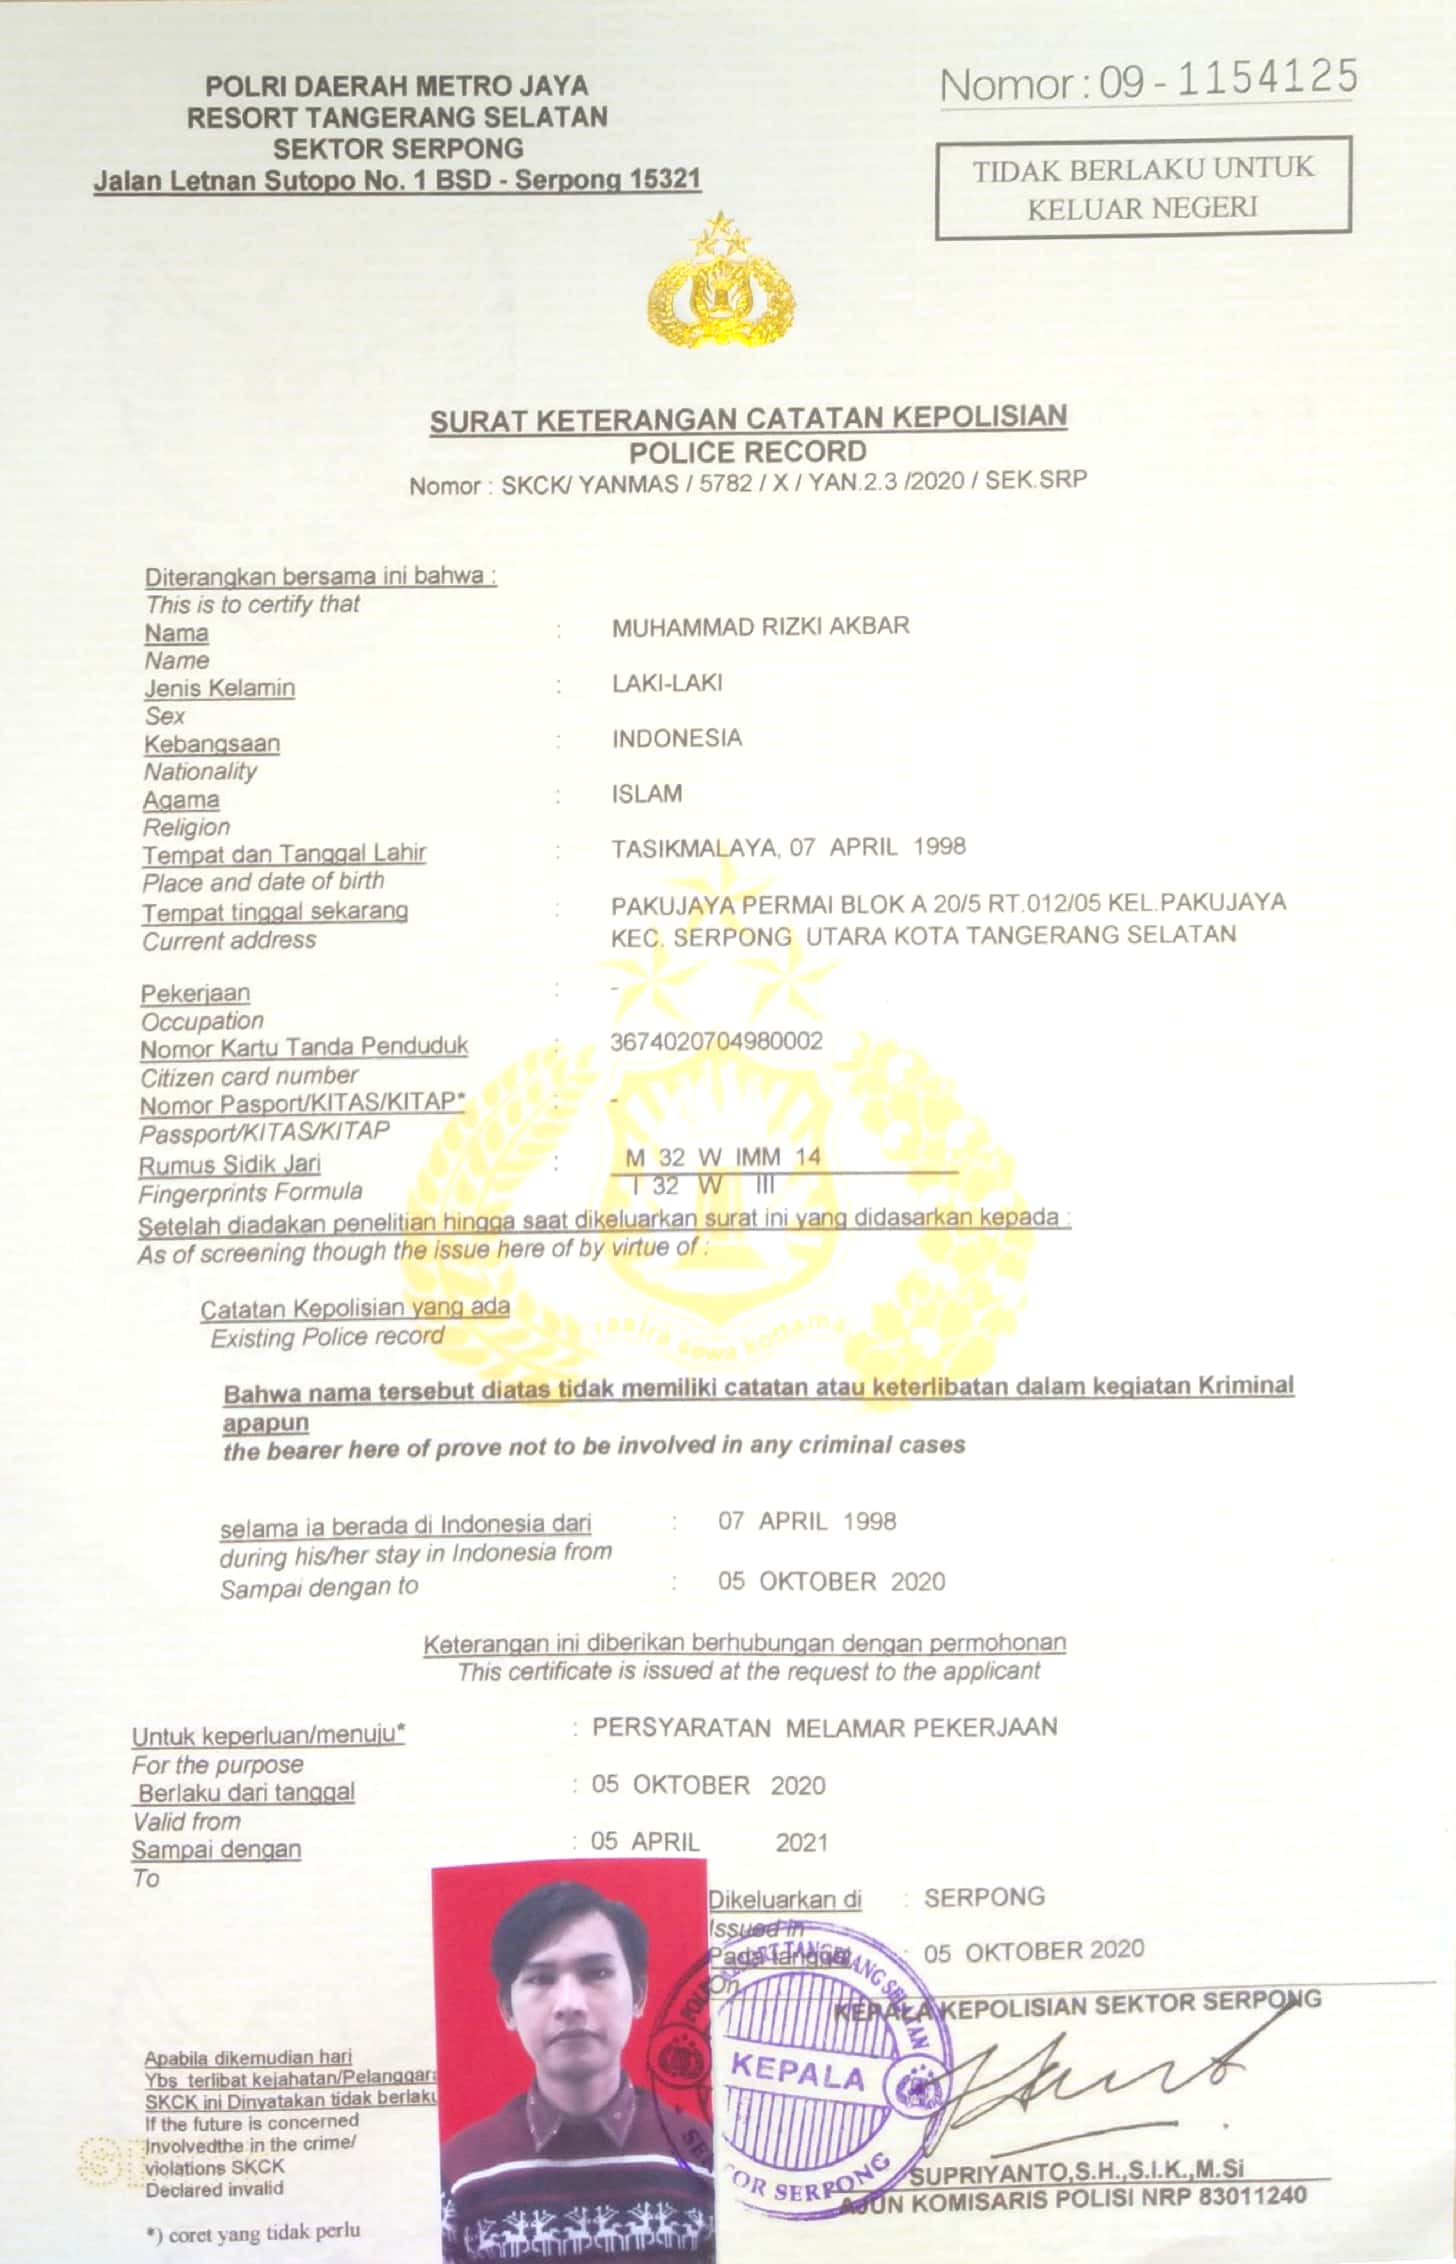 POLRI DAERAH METRO JAYA
RESORT TANGERANG SELATAN
SEKTOR SERPONG
Jalan Letnan Sutopo No. 1 BSD - Serpong 15321
Nomor : 09 - 1154125
TIDAK BERLAKU UNTUK
KELUAR NEGERI
SURAT KETERANGAN CATATAN KEPOLISIAN
POLICE RECORD
Nomor : SKCK/ YANMAS / 5782 / X / YAN.2.3 /2020 / SEK.SRP
Diterangkan bersama ini bahwa :
This is to certify that
Nama : MUHAMMAD RIZKI AKBAR
Name
Jenis Kelamin : LAKI-LAKI
Sex
Kebangsaan : INDONESIA
Nationality
Agama : ISLAM
Religion
Tempat dan Tanggal Lahir : TASIKMALAYA, 07 APRIL 1998
Place and date of birth
Tempat tinggal sekarang : PAKUJAYA PERMAI BLOK A 20/5 RT.012/05 KEL.PAKUJAYA
Current address KEC. SERPONG UTARA KOTA TANGERANG SELATAN
Pekerjaan : -
Occupation
Nomor Kartu Tanda Penduduk : 3674020704980002
Citizen card number
Nomor Pasport/KITAS/KITAP* : -
Passport/KITAS/KITAP
Rumus Sidik Jari : M 32 W IMM 14
Fingerprints Formula I 32 W III
Setelah diadakan penelitian hingga saat dikeluarkan surat ini yang didasarkan kepada :
As of screening though the issue here of by virtue of :
Catatan Kepolisian yang ada
Existing Police record
rastra sewa kottama
Bahwa nama tersebut diatas tidak memiliki catatan atau keterlibatan dalam kegiatan Kriminal
apapun
the bearer here of prove not to be involved in any criminal cases
selama ia berada di Indonesia dari : 07 APRIL 1998
during his/her stay in Indonesia from
Sampai dengan to : 05 OKTOBER 2020
Keterangan ini diberikan berhubungan dengan permohonan
This certificate is issued at the request to the applicant
Untuk keperluan/menuju* : PERSYARATAN MELAMAR PEKERJAAN
For the purpose
Berlaku dari tanggal : 05 OKTOBER 2020
Valid from
Sampai dengan : 05 APRIL 2021
To
Dikeluarkan di : SERPONG
Issued in
Pada tanggal : 05 OKTOBER 2020
On
KEPALA KEPOLISIAN SEKTOR SERPONG
RESORT TANGERANG SELATAN
KEPALA
SEKTOR SERPONG
SUPRIYANTO,S.H.,S.I.K.,M.Si
AJUN KOMISARIS POLISI NRP 83011240
Apabila dikemudian hari
Ybs terlibat kejahatan/Pelanggara
SKCK ini Dinyatakan tidak berlaku
If the future is concerned
Involvedthe in the crime/
violations SKCK
Declared invalid
*) coret yang tidak perlu